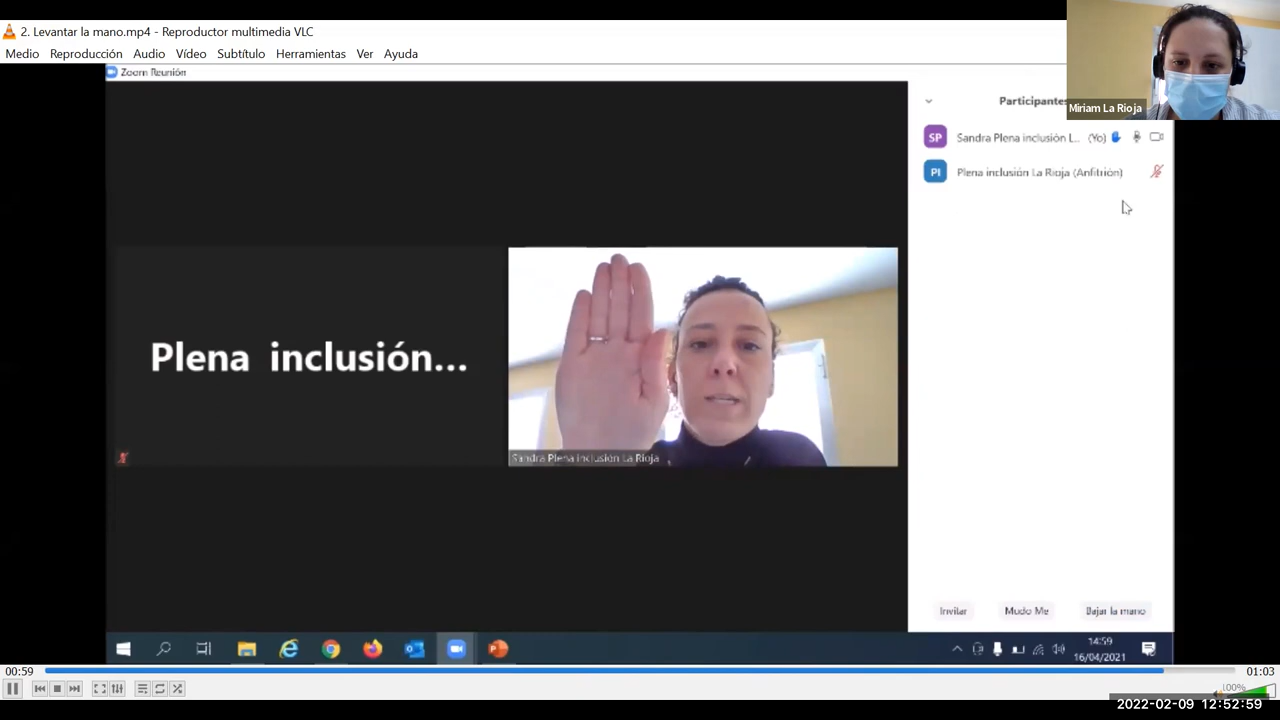 2. Levantar la mano.mp4 - Reproductor multimedia VLC
Medio Reproducción Audio Vídeo Subtítulo Herramientas Ver Ayuda
Miriam La Rioja
Zoom Reunión
Participantes
SP Sandra Plena inclusión L... (Yo)
PI Plena inclusión La Rioja (Anfitrión)
Plena inclusión...
Sandra Plena inclusión La Rioja
Invitar Mudo Me Bajar la mano
14:59
16/04/2021
00:59 01:03
100%
2022-02-09 12:52:59